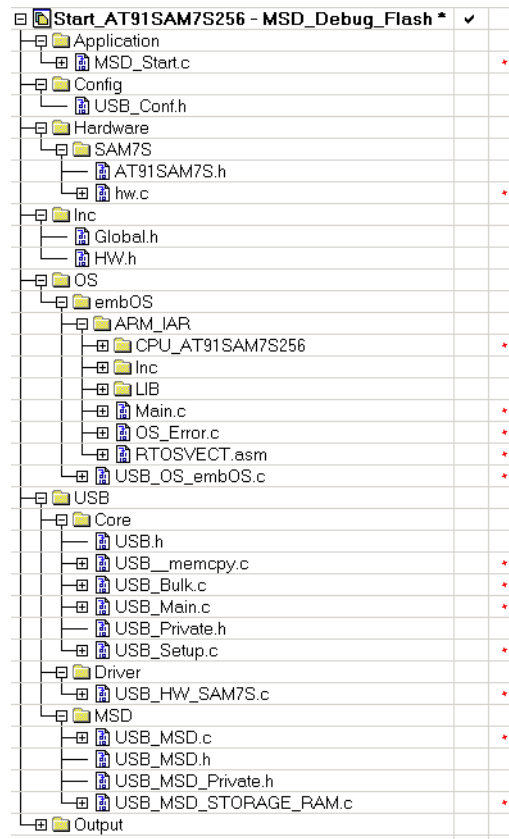 Start_AT91SAM7S256 - MSD_Debug_Flash *
Application
MSD_Start.c
Config
USB_Conf.h
Hardware
SAM7S
AT91SAM7S.h
hw.c
Inc
Global.h
HW.h
OS
embOS
ARM_IAR
CPU_AT91SAM7S256
Inc
LIB
Main.c
OS_Error.c
RTOSVECT.asm
USB_OS_embOS.c
USB
Core
USB.h
USB__memcpy.c
USB_Bulk.c
USB_Main.c
USB_Private.h
USB_Setup.c
Driver
USB_HW_SAM7S.c
MSD
USB_MSD.c
USB_MSD.h
USB_MSD_Private.h
USB_MSD_STORAGE_RAM.c
Output